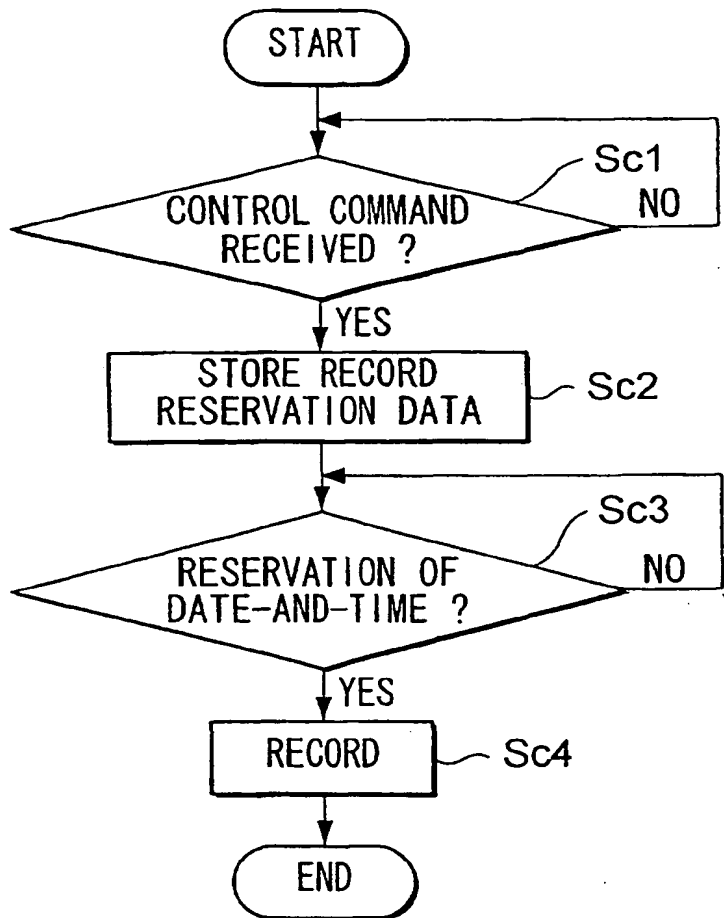 START
Sc1
CONTROL COMMAND
RECEIVED ?
NO
YES
STORE RECORD
RESERVATION DATA
Sc2
Sc3
RESERVATION OF
DATE-AND-TIME ?
NO
YES
RECORD
Sc4
END